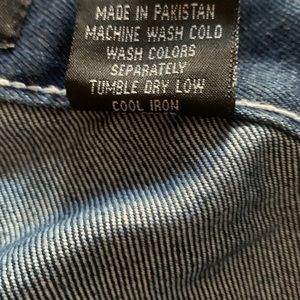 MADE IN PAKISTAN
MACHINE WASH COLD
WASH COLORS
SEPARATELY
TUMBLE DRY LOW
COOL IRON